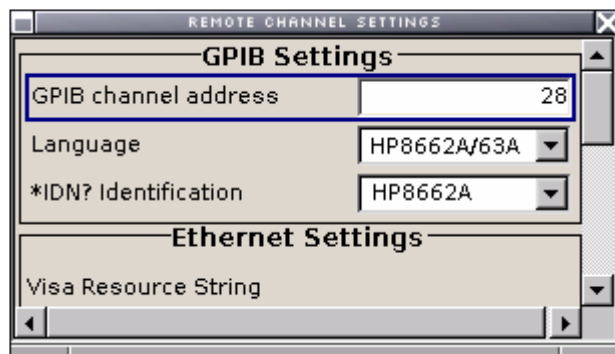 REMOTE CHANNEL SETTINGS
GPIB Settings
GPIB channel address 28
Language HP8662A/63A
*IDN? Identification HP8662A
Ethernet Settings
Visa Resource String